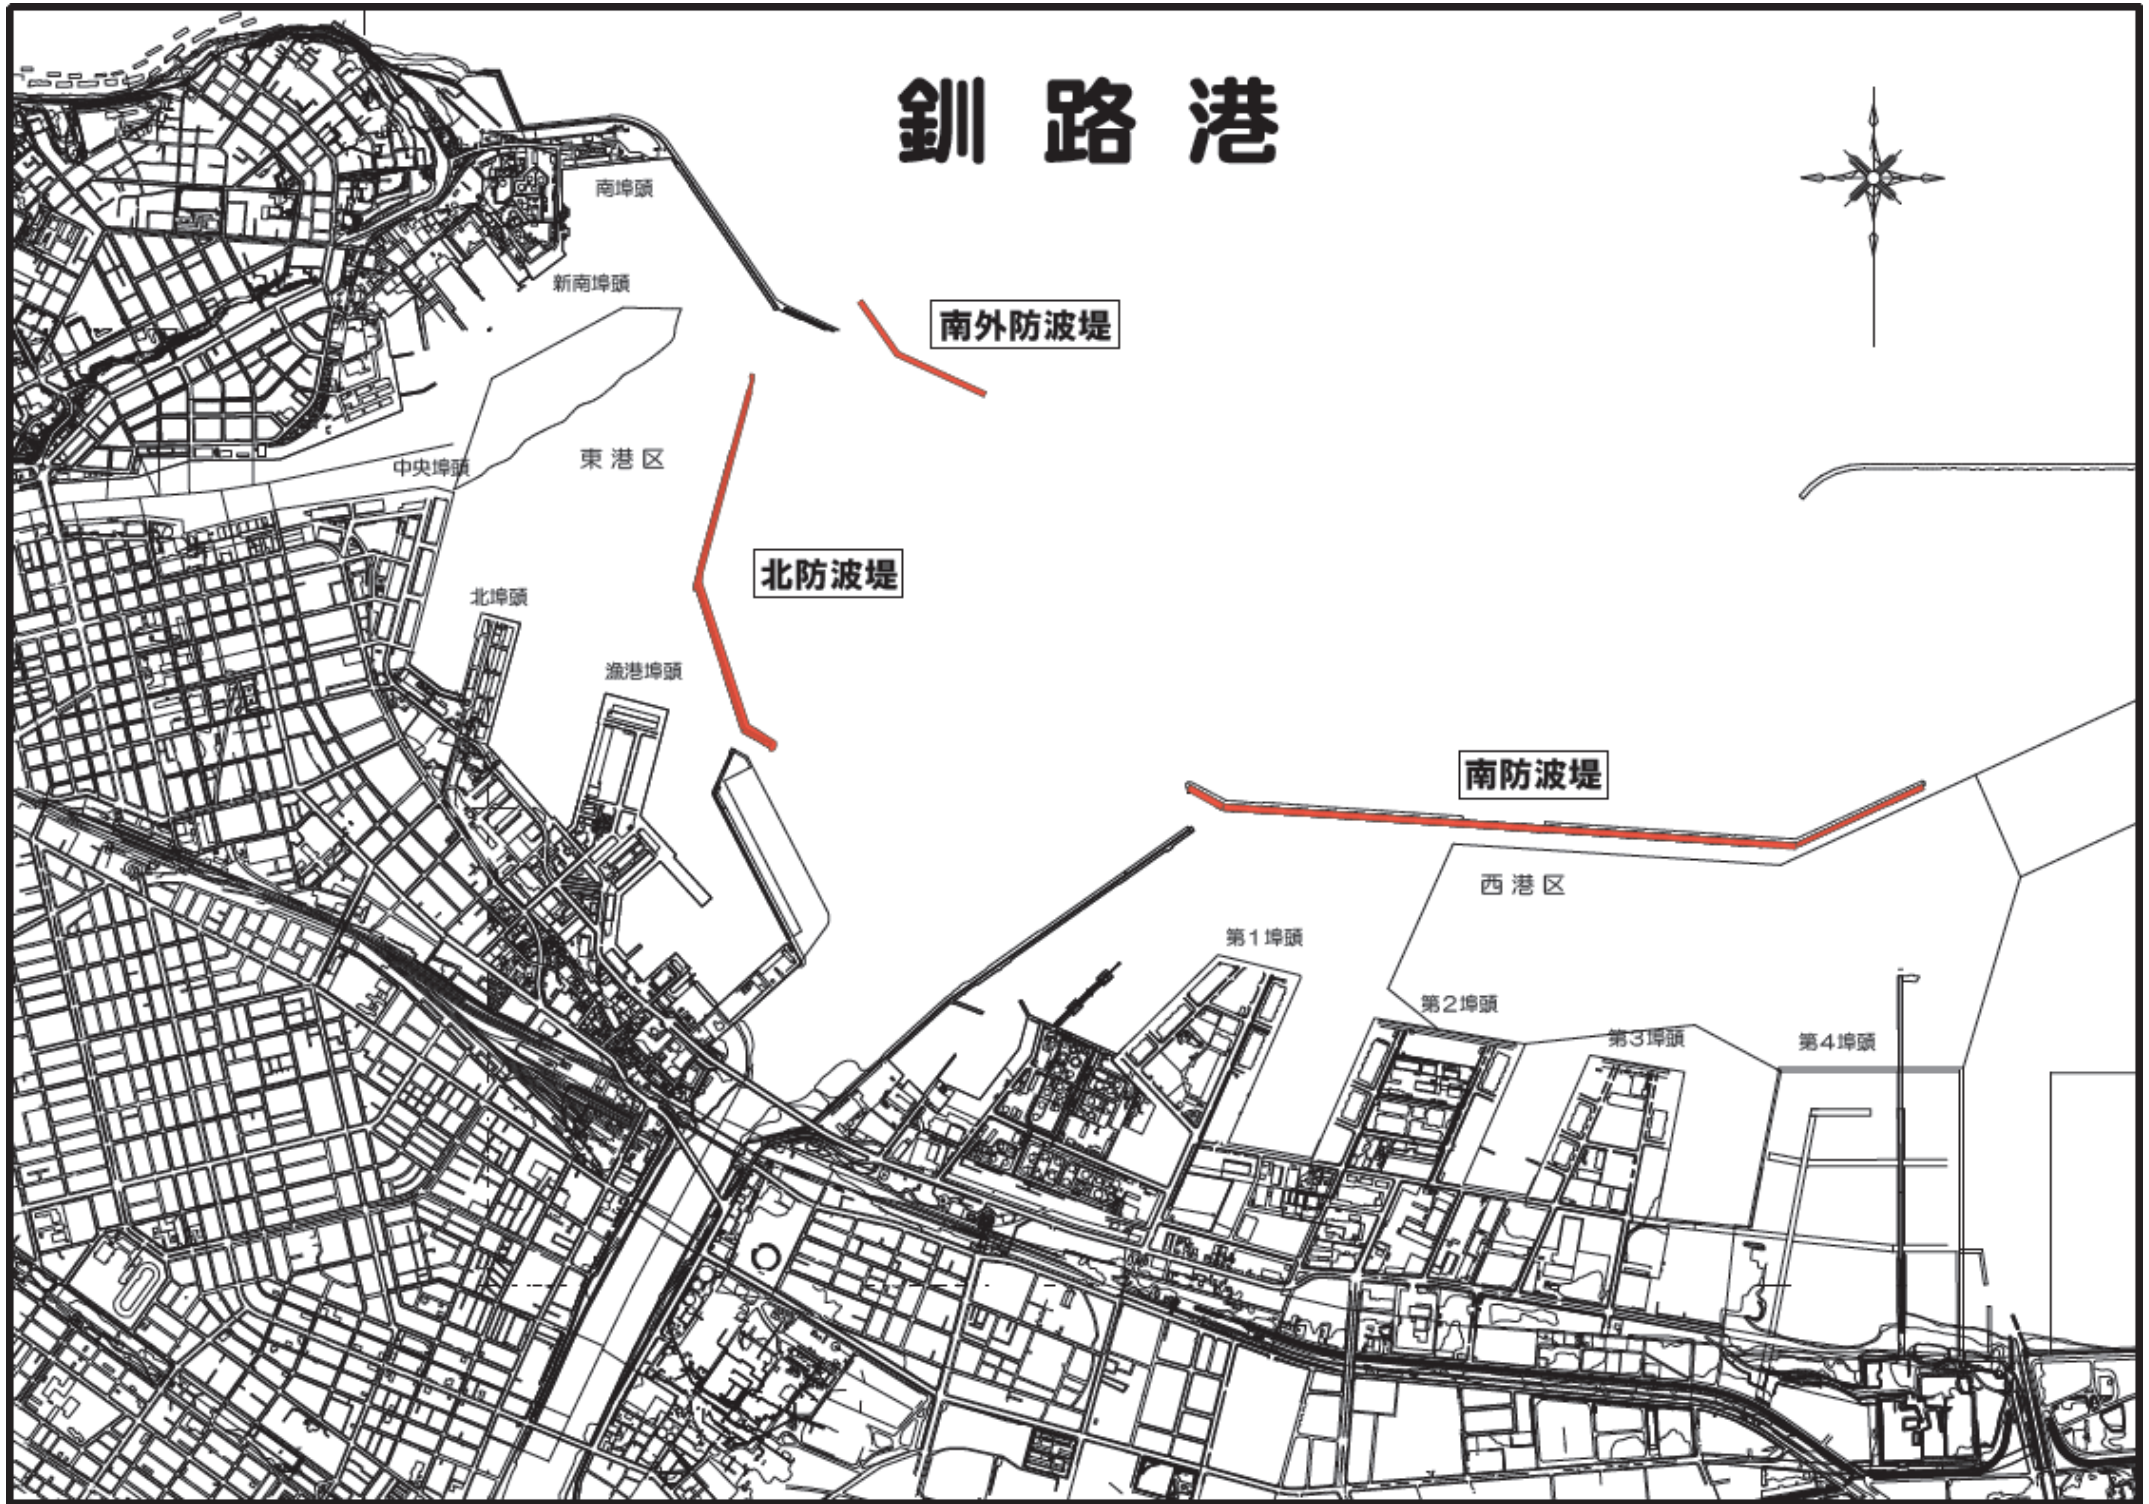 釧路港
南埠頭
新南埠頭
南外防波堤
中央埠頭
東港区
北防波堤
北埠頭
漁港埠頭
南防波堤
西港区
第1埠頭
第2埠頭
第3埠頭
第4埠頭